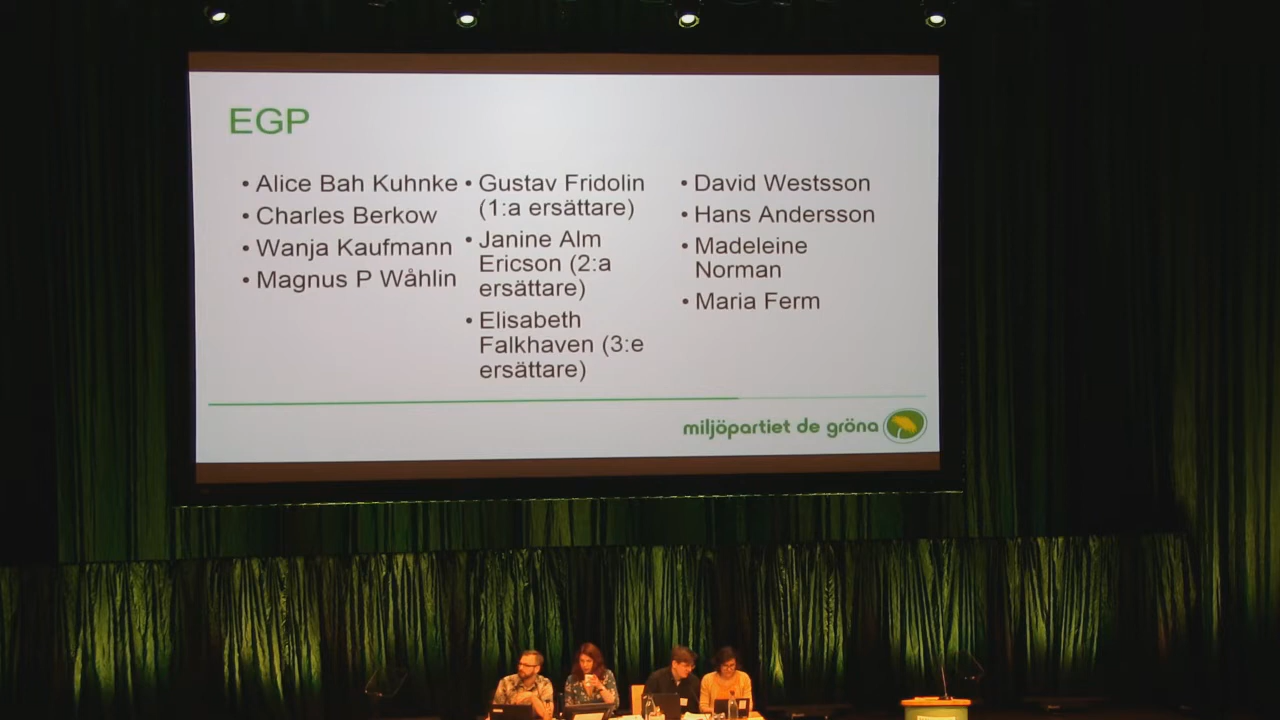 EGP
• Alice Bah Kuhnke
• Charles Berkow
• Wanja Kaufmann
• Magnus P Wåhlin
• Gustav Fridolin
(1:a ersättare)
• Janine Alm
Ericson (2:a
ersättare)
• Elisabeth
Falkhaven (3:e
ersättare)
• David Westsson
• Hans Andersson
• Madeleine
Norman
• Maria Ferm
miljöpartiet de gröna